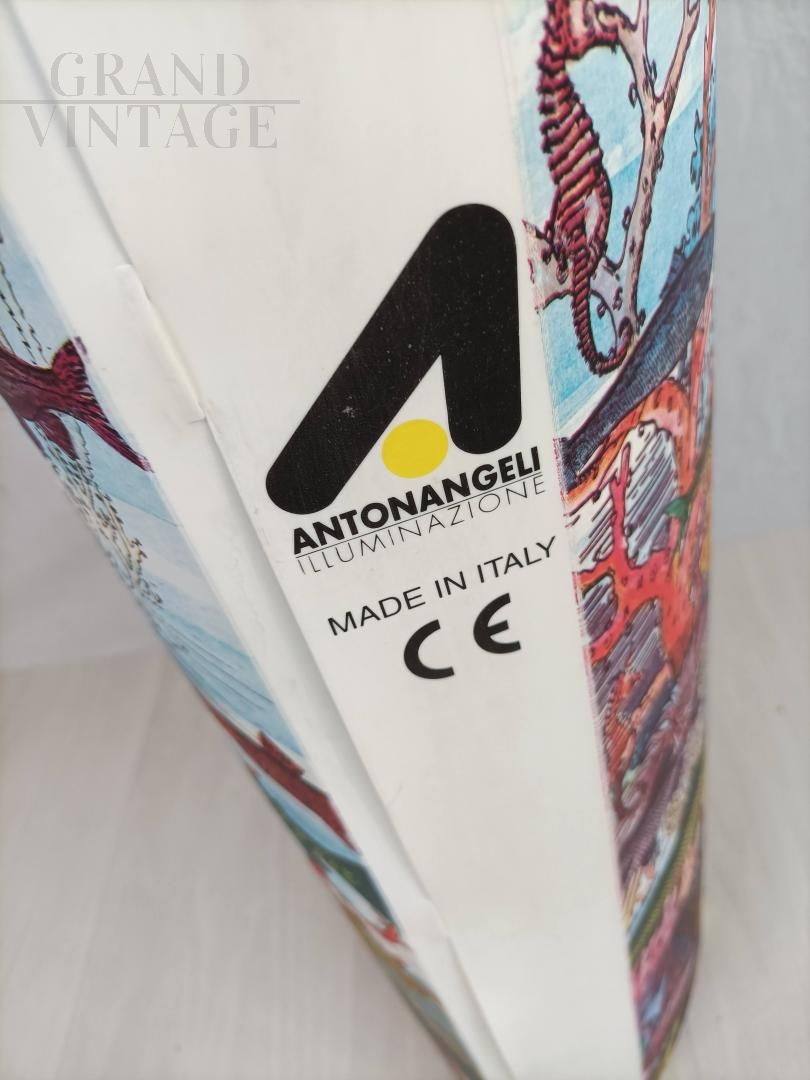 GRAND
VINTAGE
ANTONANGELI
ILLUMINAZIONE
MADE IN ITALY
CE